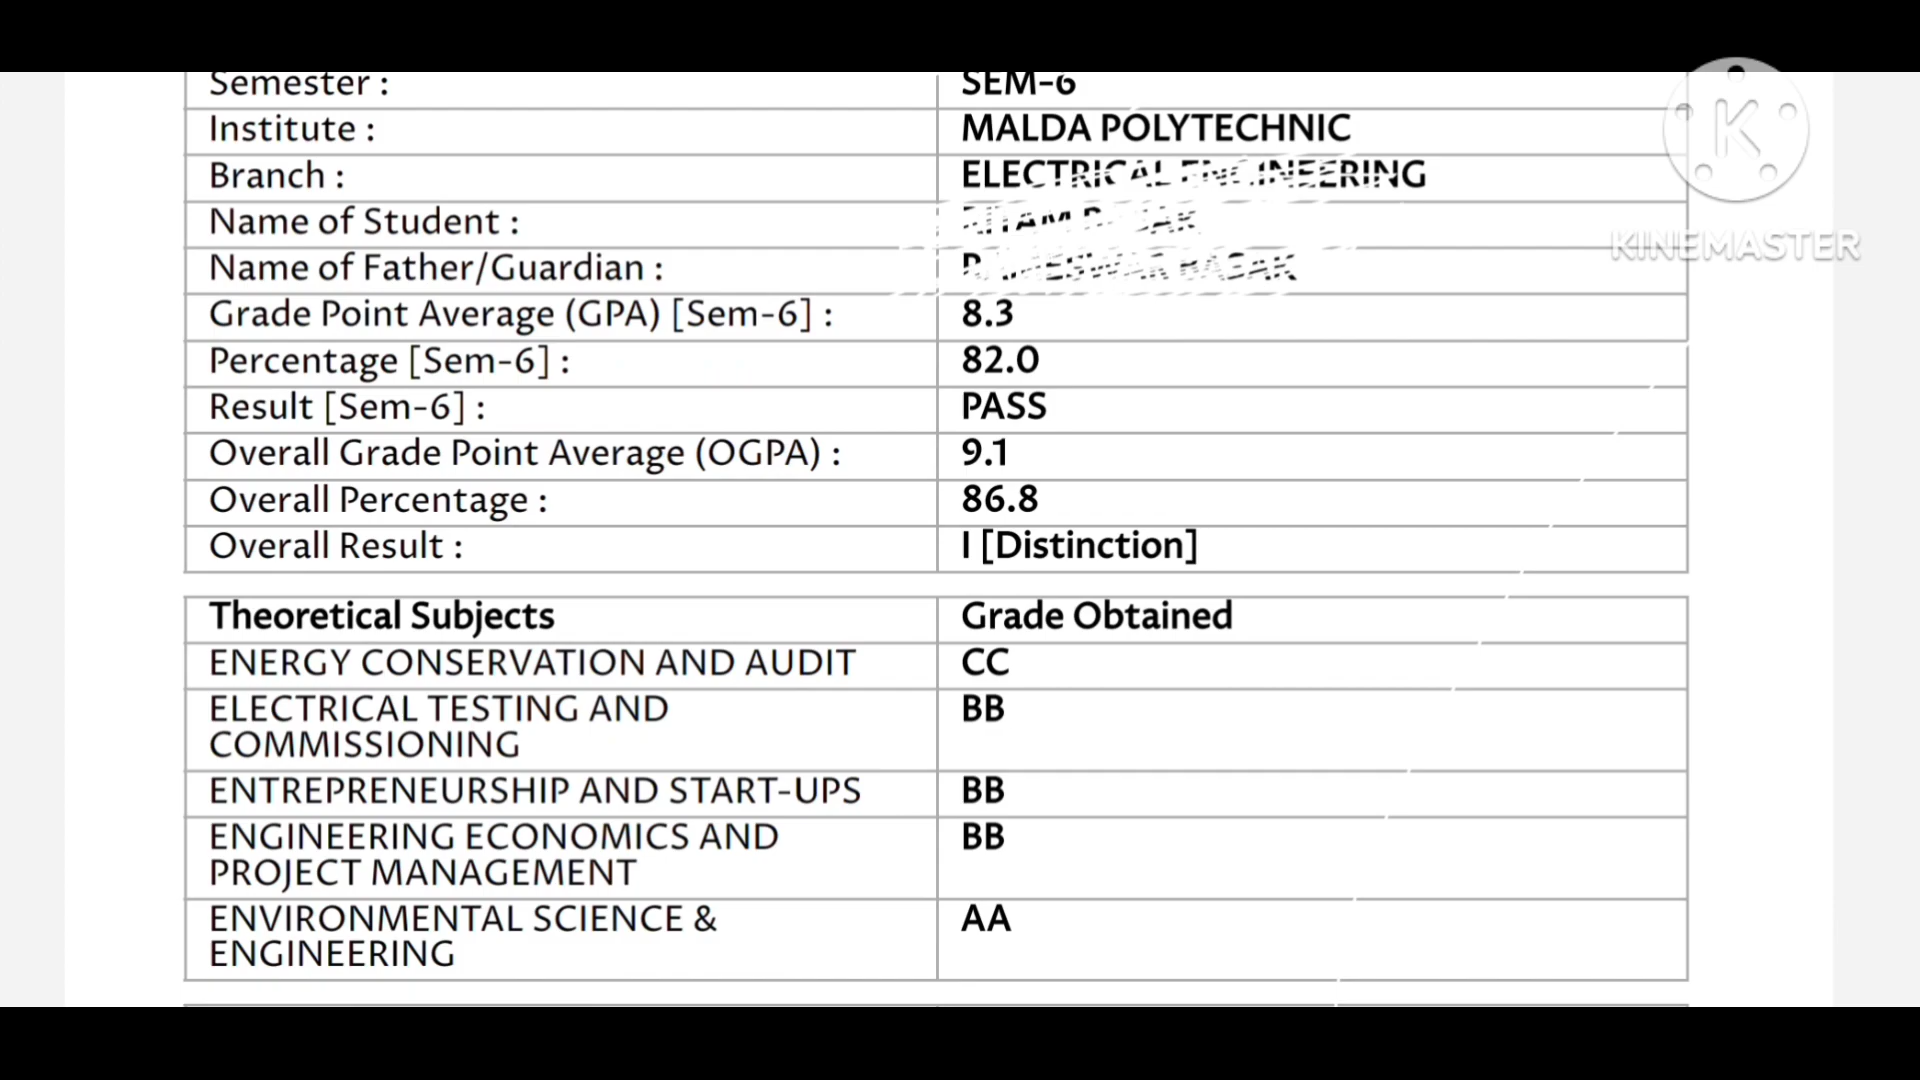 Semester : SEM-6
Institute : MALDA POLYTECHNIC
Branch : ELECTRICAL ENGINEERING
Name of Student :
Name of Father/Guardian :
Grade Point Average (GPA) [Sem-6] : 8.3
Percentage [Sem-6] : 82.0
Result [Sem-6] : PASS
Overall Grade Point Average (OGPA) : 9.1
Overall Percentage : 86.8
Overall Result : I [Distinction]
Theoretical Subjects Grade Obtained
ENERGY CONSERVATION AND AUDIT CC
ELECTRICAL TESTING AND BB
COMMISSIONING
ENTREPRENEURSHIP AND START-UPS BB
ENGINEERING ECONOMICS AND BB
PROJECT MANAGEMENT
ENVIRONMENTAL SCIENCE & AA
ENGINEERING
K
KINEMASTER